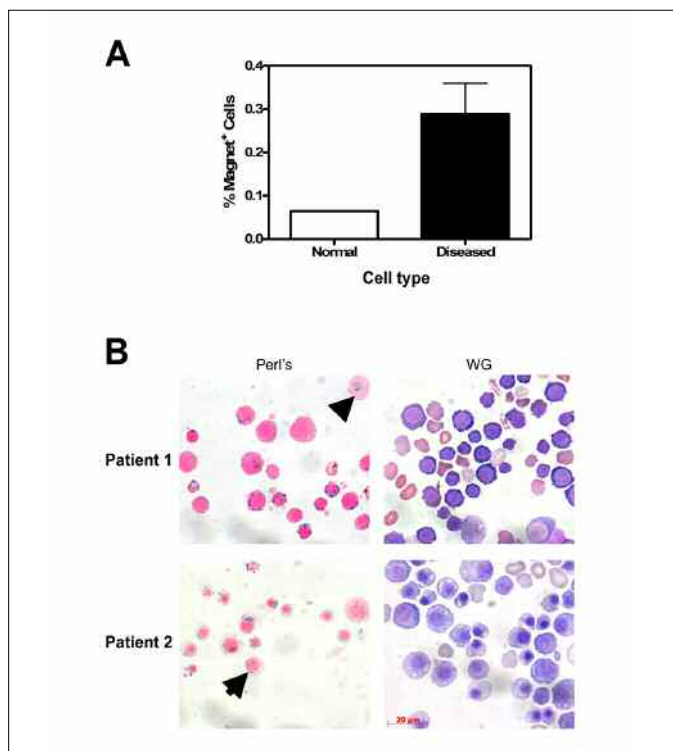 A
% Magnet+ Cells
0.4
0.3
0.2
0.1
0.0
Normal Diseased
Cell type
B
Perl's WG
Patient 1
Patient 2
20 µm